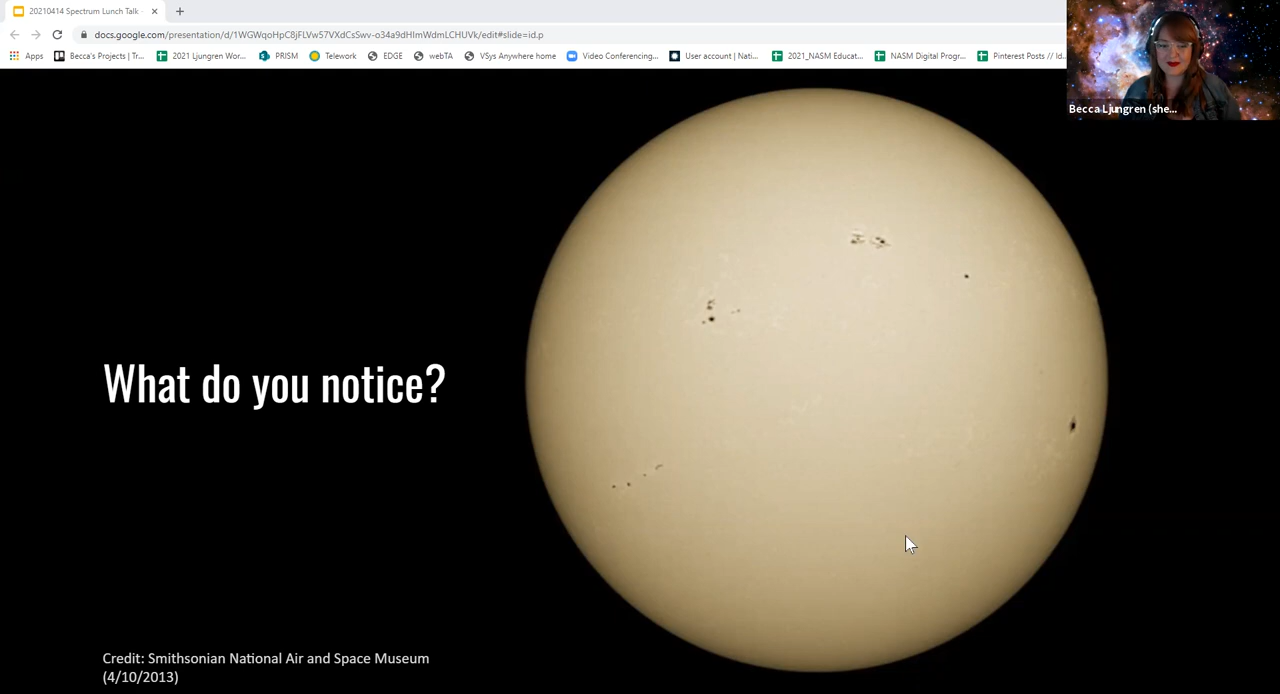 20210414 Spectrum Lunch Talk
docs.google.com/presentation/d/1WGWqoHpC8jFLVw57VXdCsSwv-o34a9dHImWdmLCHUVk/edit#slide=id.p
Apps Becca's Projects | Tr... 2021 Ljungren Wor... PRISM Telework EDGE webTA VSys Anywhere home Video Conferencing... User account | Nati... 2021_NASM Educat... NASM Digital Progr... Pinterest Posts // Id...
Becca Ljungren (she...
What do you notice?
Credit: Smithsonian National Air and Space Museum
(4/10/2013)